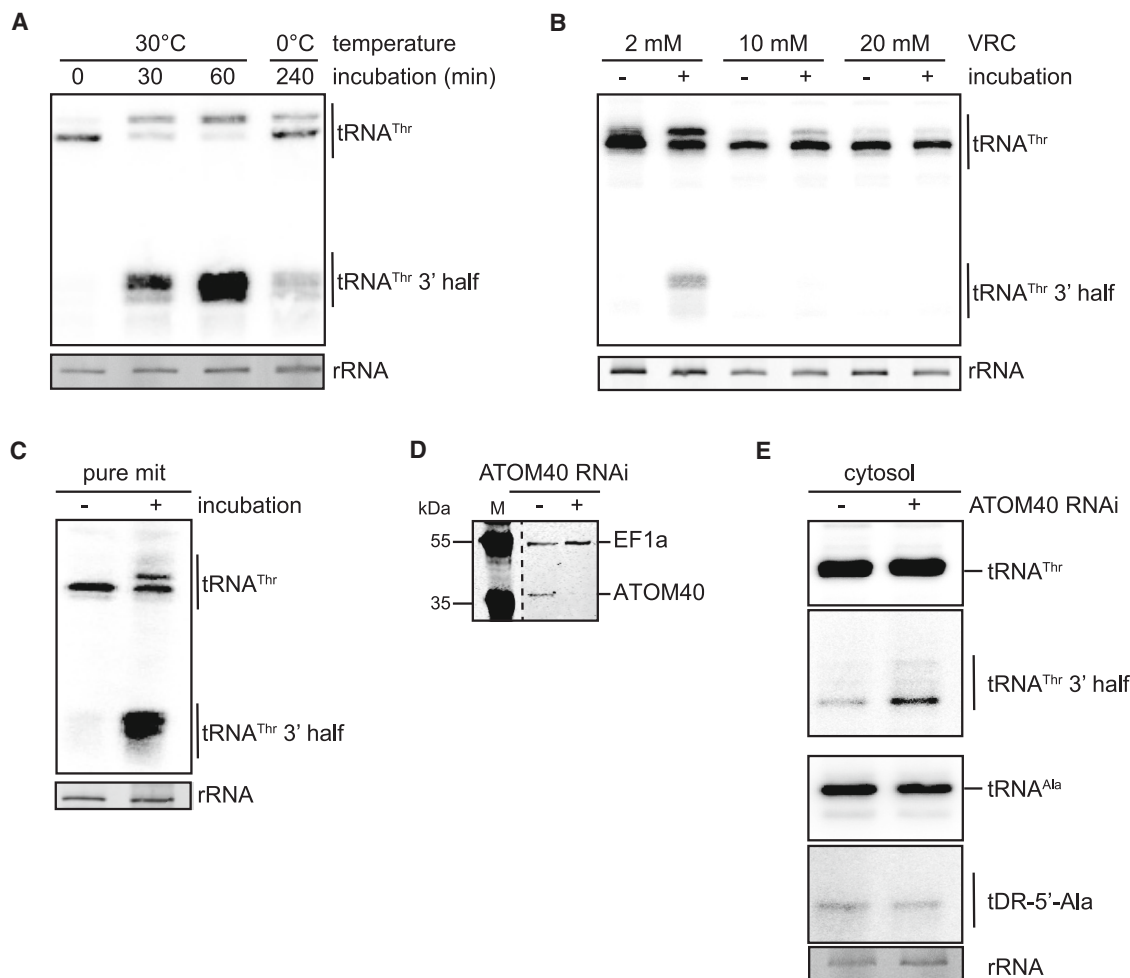 A
30°C 0°C temperature
0 30 60 240 incubation (min)
tRNAᵀʰʳ
tRNAᵀʰʳ 3' half
rRNA
B
2 mM 10 mM 20 mM VRC
- + - + - + incubation
tRNAᵀʰʳ
tRNAᵀʰʳ 3' half
rRNA
C
pure mit
- + incubation
tRNAᵀʰʳ
tRNAᵀʰʳ 3' half
rRNA
D
ATOM40 RNAi
kDa M - +
55 EF1a
35 ATOM40
E
cytosol
- + ATOM40 RNAi
tRNAᵀʰʳ
tRNAᵀʰʳ 3' half
tRNAᴬˡᵃ
tDR-5'-Ala
rRNA